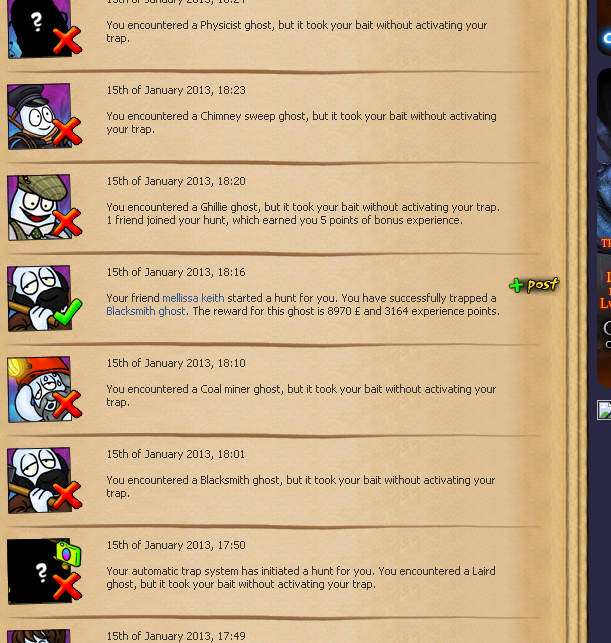 15th of January 2013, 18:24
You encountered a Physicist ghost, but it took your bait without activating your
trap.
15th of January 2013, 18:23
You encountered a Chimney sweep ghost, but it took your bait without activating
your trap.
15th of January 2013, 18:20
You encountered a Ghillie ghost, but it took your bait without activating your trap.
1 friend joined your hunt, which earned you 5 points of bonus experience.
15th of January 2013, 18:16
Your friend mellissa keith started a hunt for you. You have successfully trapped a
Blacksmith ghost. The reward for this ghost is 8970 £ and 3164 experience points.
+ post
15th of January 2013, 18:10
You encountered a Coal miner ghost, but it took your bait without activating your
trap.
15th of January 2013, 18:01
You encountered a Blacksmith ghost, but it took your bait without activating your
trap.
15th of January 2013, 17:50
Your automatic trap system has initiated a hunt for you. You encountered a Laird
ghost, but it took your bait without activating your trap.
15th of January 2013, 17:49